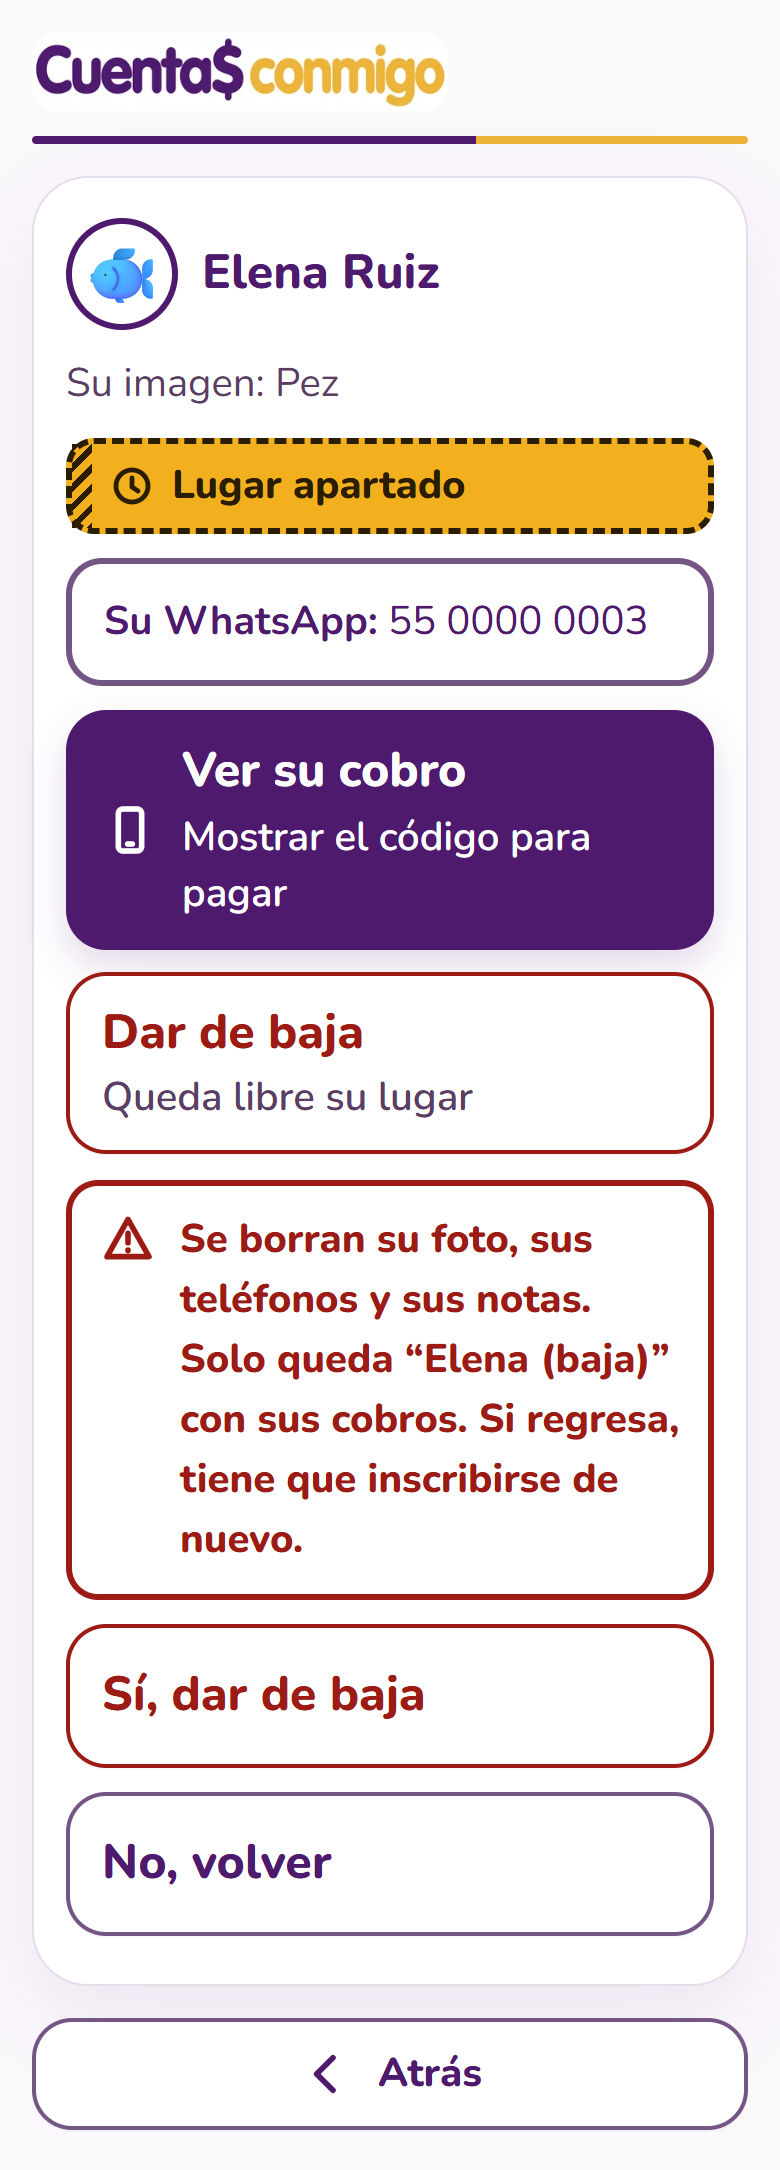 Cuenta$ conmigo
Elena Ruiz
Su imagen: Pez
Lugar apartado
Su WhatsApp: 55 0000 0003
Ver su cobro
Mostrar el código para
pagar
Dar de baja
Queda libre su lugar
Se borran su foto, sus
teléfonos y sus notas.
Solo queda “Elena (baja)”
con sus cobros. Si regresa,
tiene que inscribirse de
nuevo.
Sí, dar de baja
No, volver
Atrás